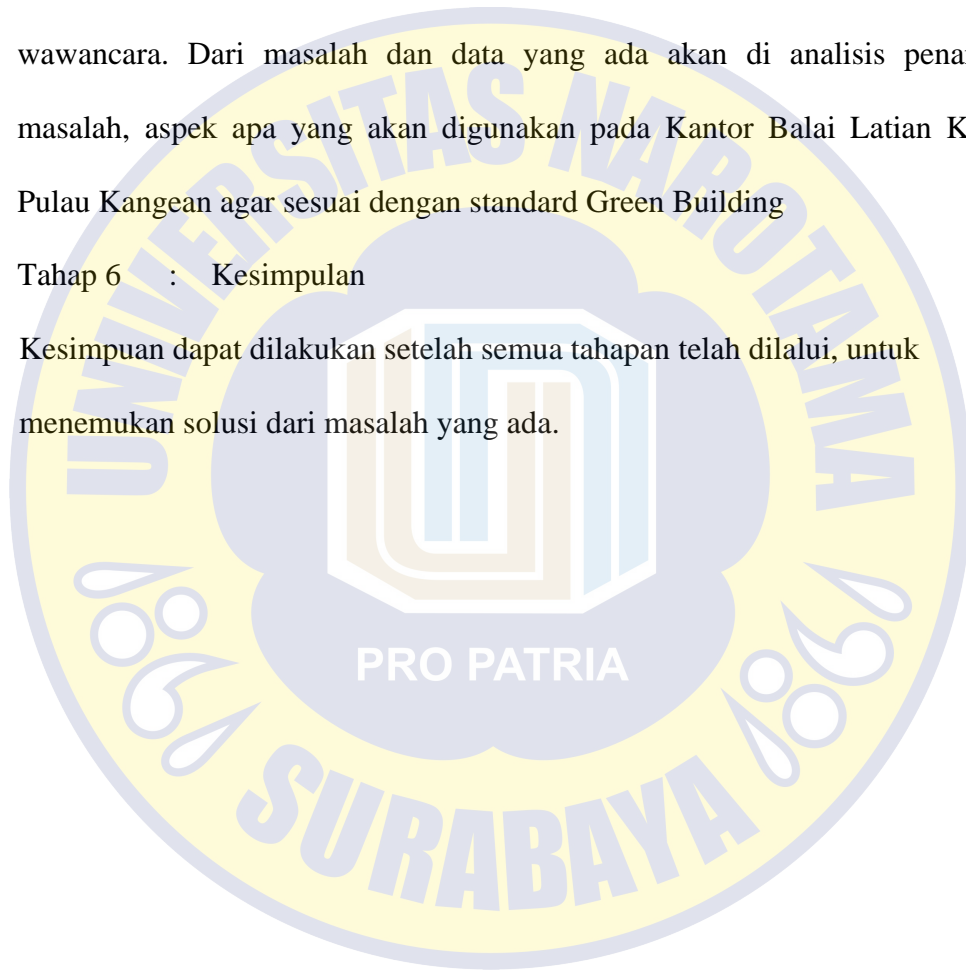 wawancara. Dari masalah dan data yang ada akan di analisis
masalah, aspek apa yang akan digunakan pada Kantor Balai Latian
Pulau Kangean agar sesuai dengan standard Green Building
Tahap 6 : Kesimpulan
Kesimpuan dapat dilakukan setelah semua tahapan telah dilalui, untuk
menemukan solusi dari masalah yang ada.
UNIVERSITAS NAROTAMA
PRO PATRIA
SURABAYA